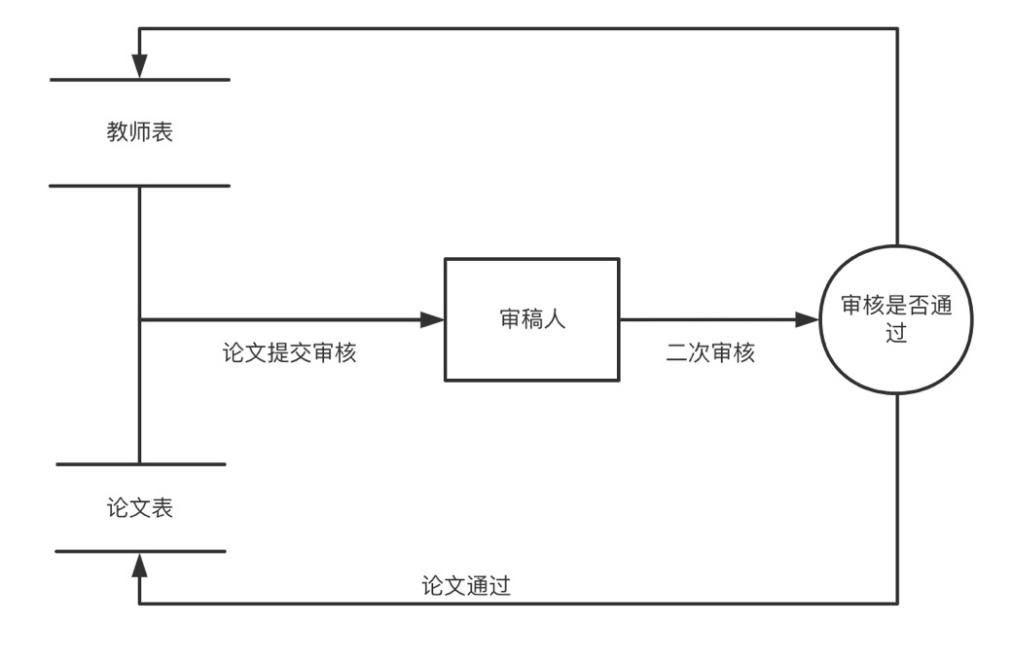 教师表
审稿人
审核是否通
过
论文提交审核
二次审核
论文表
论文通过